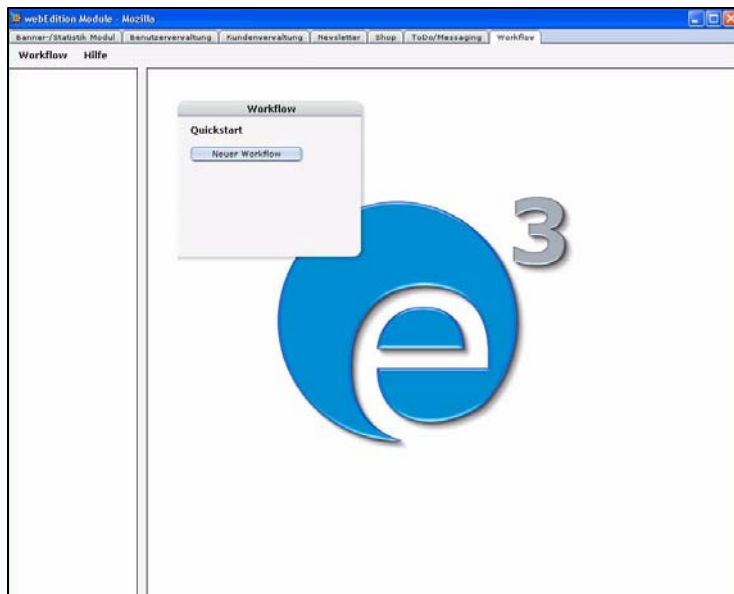 webEdition Module - Mozilla
Banner-/Statistik Modul Benutzerverwaltung Kundenverwaltung Newsletter Shop ToDo/Messaging Workflow
Workflow Hilfe
Workflow
Quickstart
Neuer Workflow
e 3